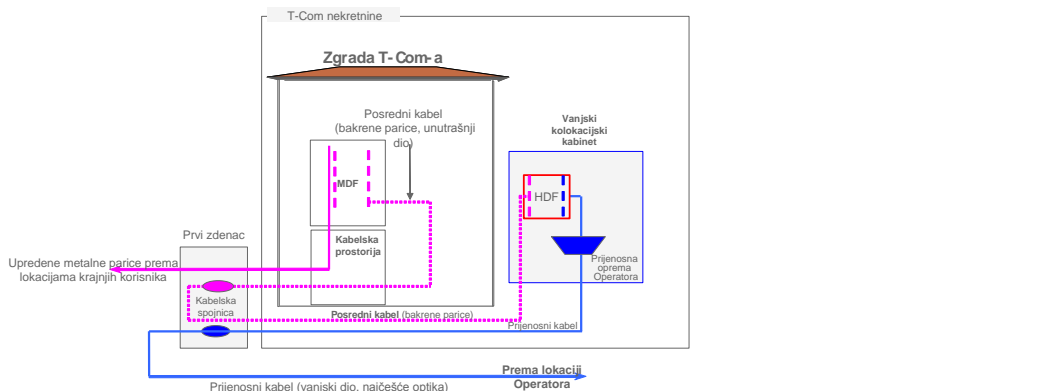 T-Com nekretnine
Zgrada T-Com-a
Posredni kabel
(bakrene parice, unutrašnji
dio)
Vanjski
kolokacijski
kabinet
MDF
HDF
Prvi zdenac
Kabelska
prostorija
Upredene metalne parice prema
lokacijama krajnjih korisnika
Prijenosna
oprema
Operatora
Kabelska
spojnica
Posredni kabel (bakrene parice)
Prijenosni kabel
Prema lokaciji
Operatora
Prijenosni kabel (vanjski dio, najčešće optika)